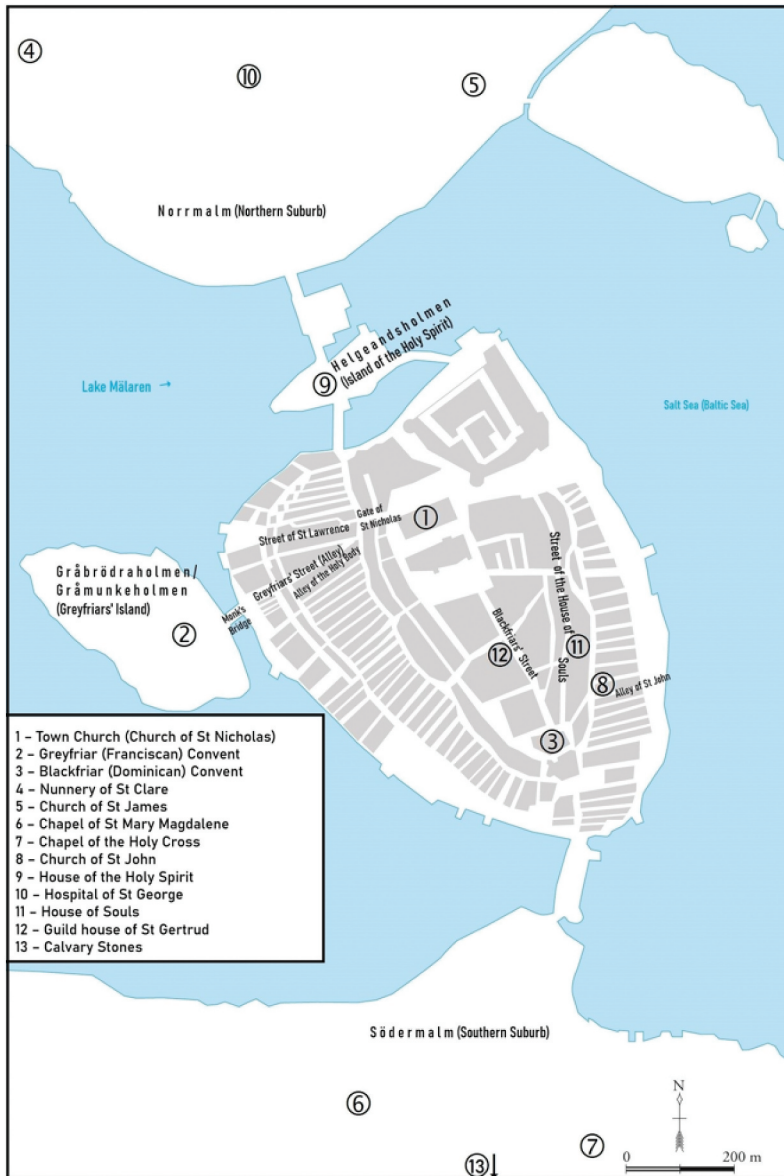 ④
⑩
⑤
Norrmalm (Northern Suburb)
Helgeandsholmen
(Island of the Holy Spirit)
⑨
Lake Mälaren →
Salt Sea (Baltic Sea)
Gate of
St Nicholas
①
Street of St Lawrence
Greyfriars' Street (Alley)
Alley of the Holy Body
Street of the House of
Souls
Gråbrödraholmen/
Gråmunkeholmen
(Greyfriars' Island)
Monk's
Bridge
②
Blackfriars' Street
⑫
⑪
⑧
Alley of St John
③
1 – Town Church (Church of St Nicholas)
2 – Greyfriar (Franciscan) Convent
3 – Blackfriar (Dominican) Convent
4 – Nunnery of St Clare
5 – Church of St James
6 – Chapel of St Mary Magdalene
7 – Chapel of the Holy Cross
8 – Church of St John
9 – House of the Holy Spirit
10 – Hospital of St George
11 – House of Souls
12 – Guild house of St Gertrud
13 – Calvary Stones
Södermalm (Southern Suburb)
⑥
⑦
⑬↓
N
0 200 m